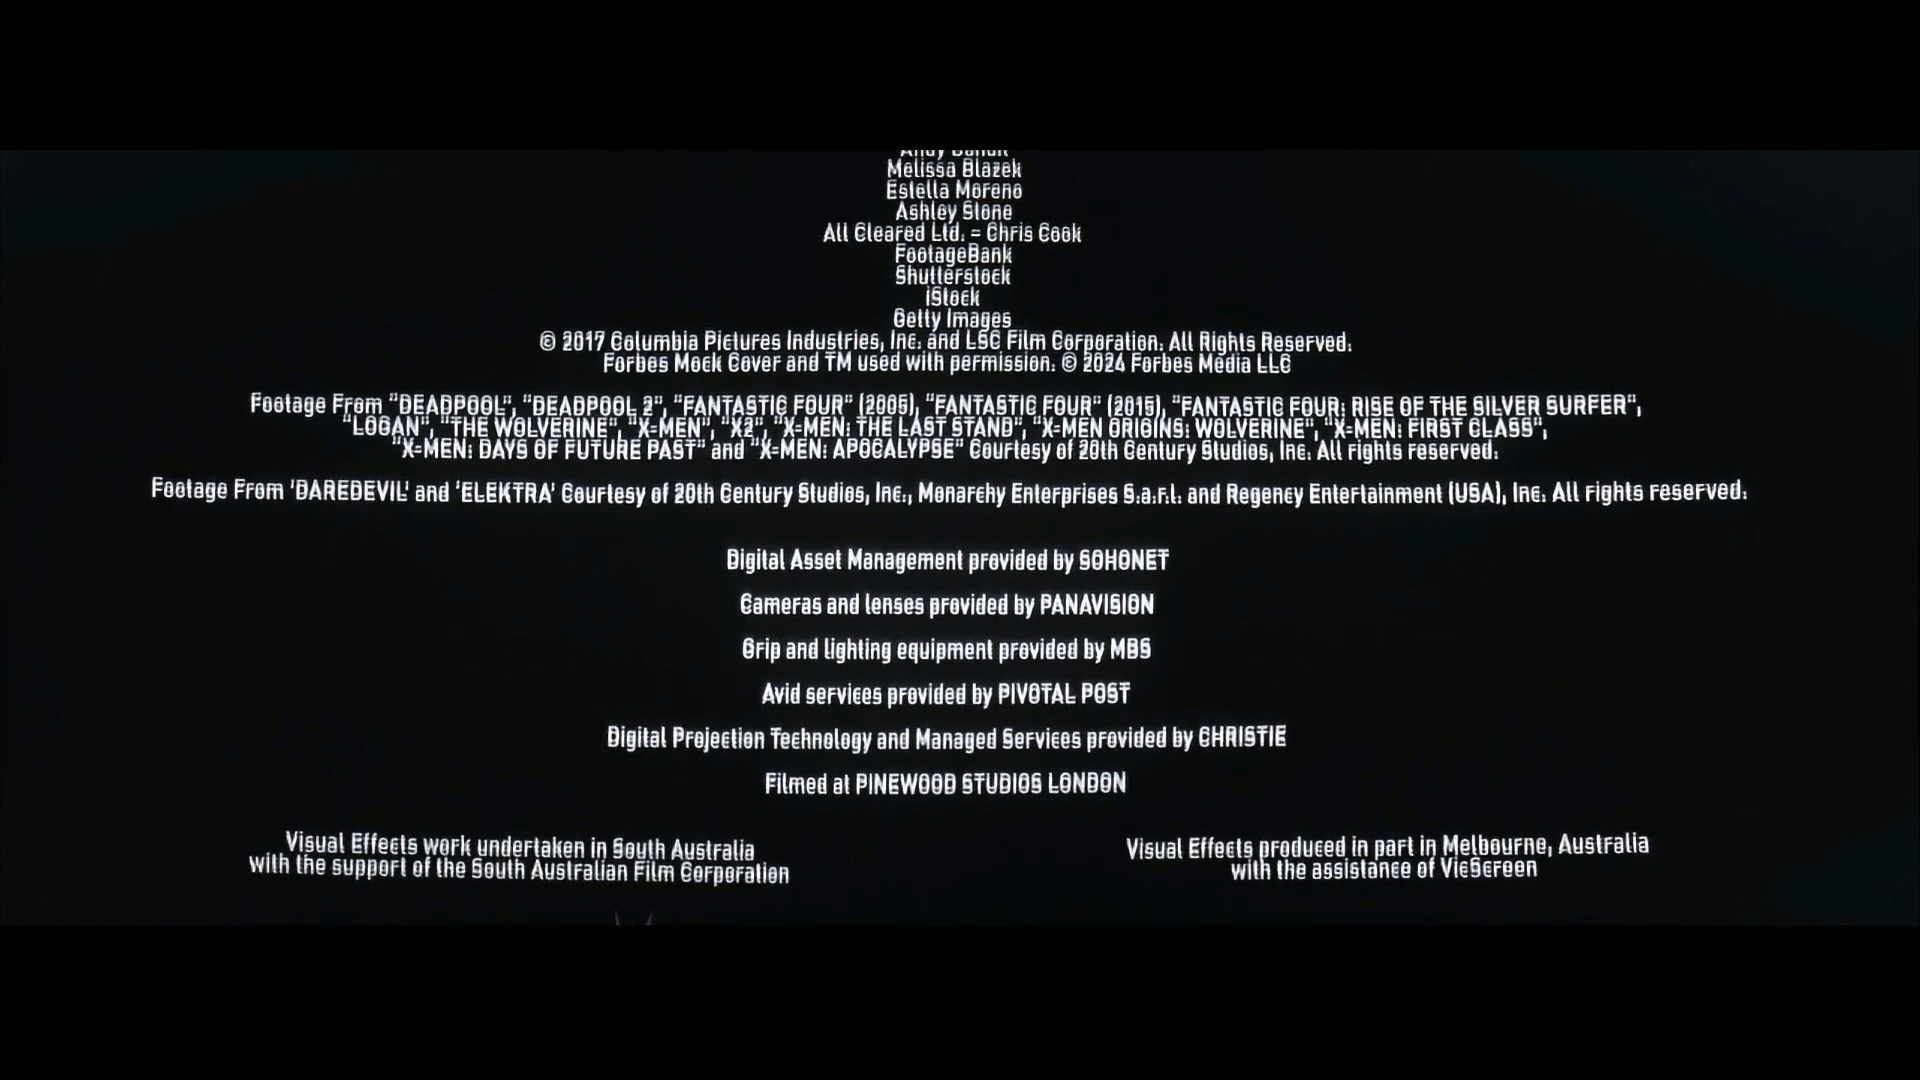 Melissa Blazek
Estella Moreno
Ashley Stone
All Cleared Ltd. - Chris Cook
FootageBank
Shutterstock
iStock
Getty Images
© 2017 Columbia Pictures Industries, Inc. and LSC Film Corporation. All Rights Reserved.
Forbes Mock Cover and TM used with permission. © 2024 Forbes Media LLC
Footage From “DEADPOOL”, “DEADPOOL 2”, “FANTASTIC FOUR” (2005), “FANTASTIC FOUR” (2015), “FANTASTIC FOUR: RISE OF THE SILVER SURFER”,
“LOGAN”, “THE WOLVERINE”, “X-MEN”, “X2”, “X-MEN: THE LAST STAND”, “X-MEN ORIGINS: WOLVERINE”, “X-MEN: FIRST CLASS”,
“X-MEN: DAYS OF FUTURE PAST” and “X-MEN: APOCALYPSE” Courtesy of 20th Century Studios, Inc. All rights reserved.
Footage From ‘DAREDEVIL’ and ‘ELEKTRA’ Courtesy of 20th Century Studios, Inc., Monarchy Enterprises S.a.r.l. and Regency Entertainment (USA), Inc. All rights reserved.
Digital Asset Management provided by SOHONET
Cameras and lenses provided by PANAVISION
Grip and lighting equipment provided by MBS
Avid services provided by PIVOTAL POST
Digital Projection Technology and Managed Services provided by CHRISTIE
Filmed at PINEWOOD STUDIOS LONDON
Visual Effects work undertaken in South Australia
with the support of the South Australian Film Corporation
Visual Effects produced in part in Melbourne, Australia
with the assistance of VicScreen